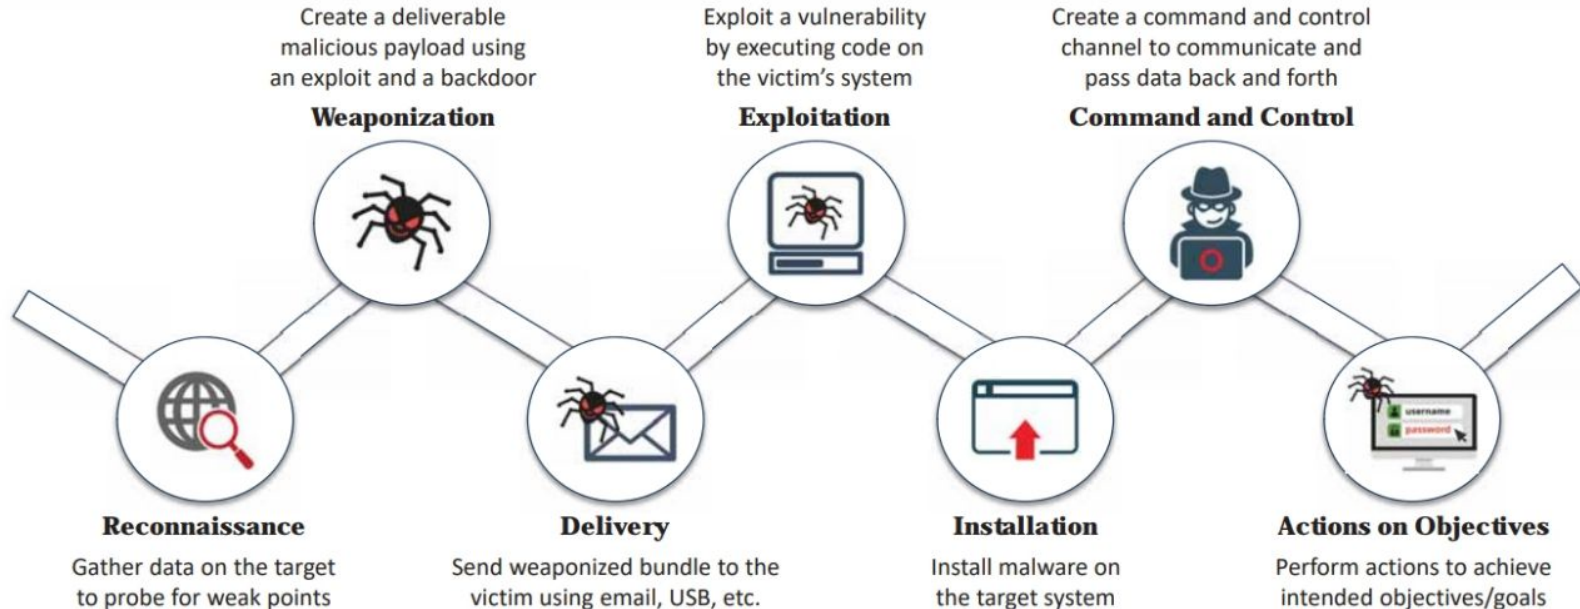 Create a deliverable
malicious payload using
an exploit and a backdoor
Weaponization
Exploit a vulnerability
by executing code on
the victim's system
Exploitation
Create a command and control
channel to communicate and
pass data back and forth
Command and Control
username
password
Reconnaissance
Gather data on the target
to probe for weak points
Delivery
Send weaponized bundle to the
victim using email, USB, etc.
Installation
Install malware on
the target system
Actions on Objectives
Perform actions to achieve
intended objectives/goals